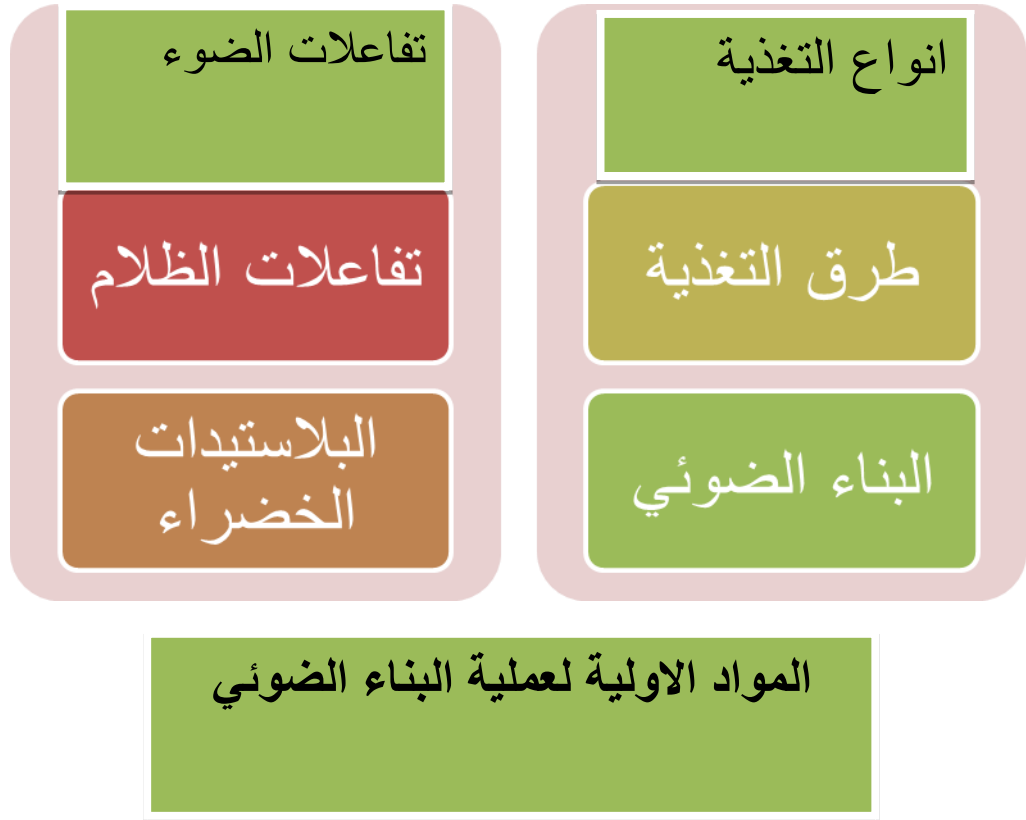 انواع التغذية
طرق التغذية
البناء الضوئي
تفاعلات الضوء
تفاعلات الظلام
البلاستيدات
الخضراء
المواد الاولية لعملية البناء الضوئي